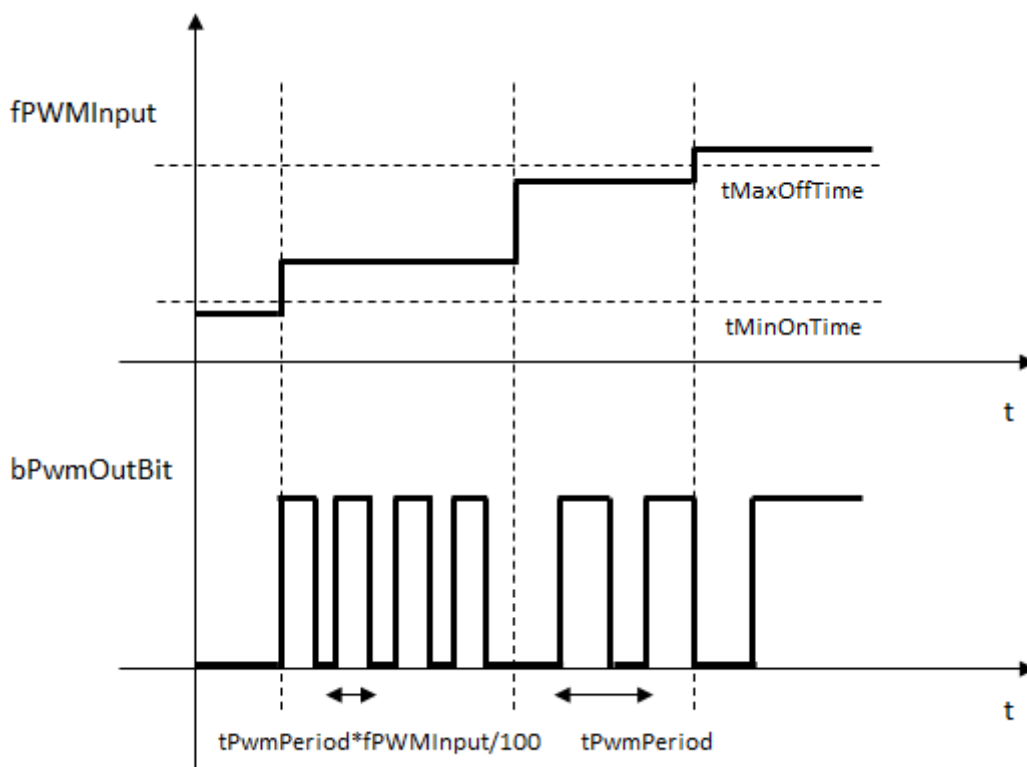 fPWMInput
tMaxOffTime
tMinOnTime
t
bPwmOutBit
t
tPwmPeriod*fPWMInput/100
tPwmPeriod